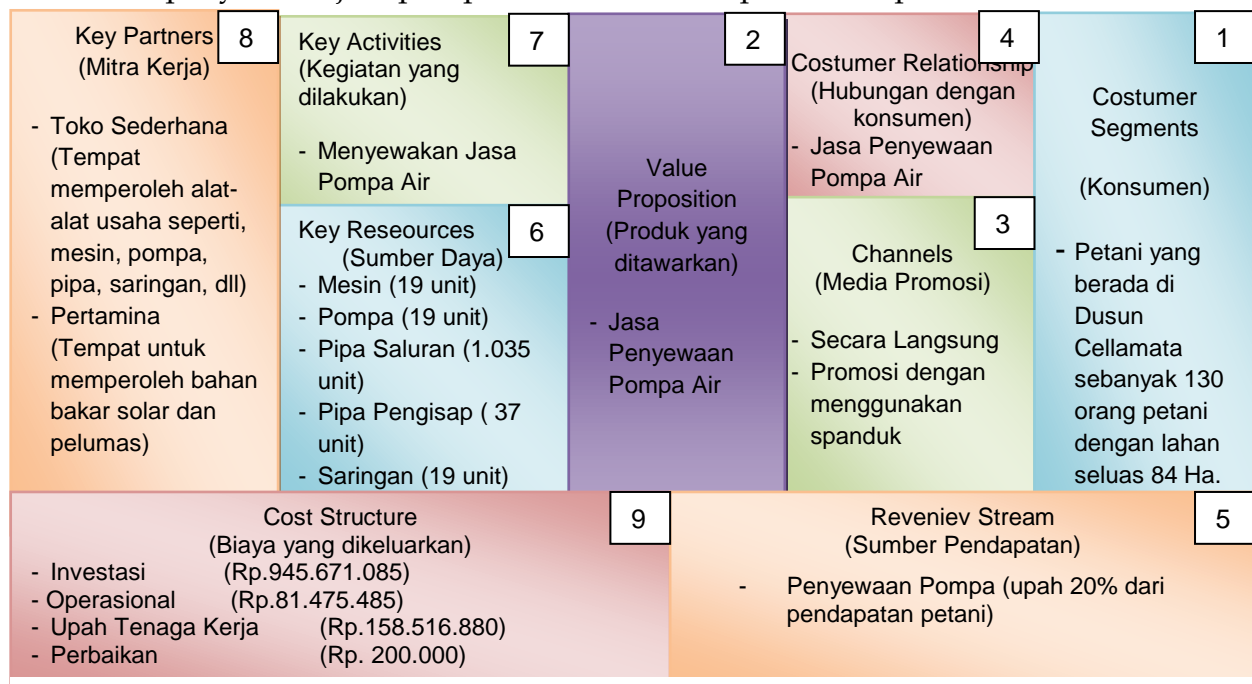 Key Partners
(Mitra Kerja)
8
- Toko Sederhana
(Tempat
memperoleh alat-
alat usaha seperti,
mesin, pompa,
pipa, saringan, dll)
- Pertamina
(Tempat untuk
memperoleh bahan
bakar solar dan
pelumas)
Key Activities
(Kegiatan yang
dilakukan)
7
- Menyewakan Jasa
Pompa Air
Key Reseources
(Sumber Daya)
6
- Mesin (19 unit)
- Pompa (19 unit)
- Pipa Saluran (1.035
unit)
- Pipa Pengisap ( 37
unit)
- Saringan (19 unit)
2
Value
Proposition
(Produk yang
ditawarkan)
- Jasa
Penyewaan
Pompa Air
4
Costumer Relationship
(Hubungan dengan
konsumen)
- Jasa Penyewaan
Pompa Air
3
Channels
(Media Promosi)
- Secara Langsung
- Promosi dengan
menggunakan
spanduk
1
Costumer
Segments
(Konsumen)
- Petani yang
berada di
Dusun
Cellamata
sebanyak 130
orang petani
dengan lahan
seluas 84 Ha.
Cost Structure
(Biaya yang dikeluarkan)
9
- Investasi (Rp.945.671.085)
- Operasional (Rp.81.475.485)
- Upah Tenaga Kerja (Rp.158.516.880)
- Perbaikan (Rp. 200.000)
Reveniev Stream
(Sumber Pendapatan)
5
- Penyewaan Pompa (upah 20% dari
pendapatan petani)